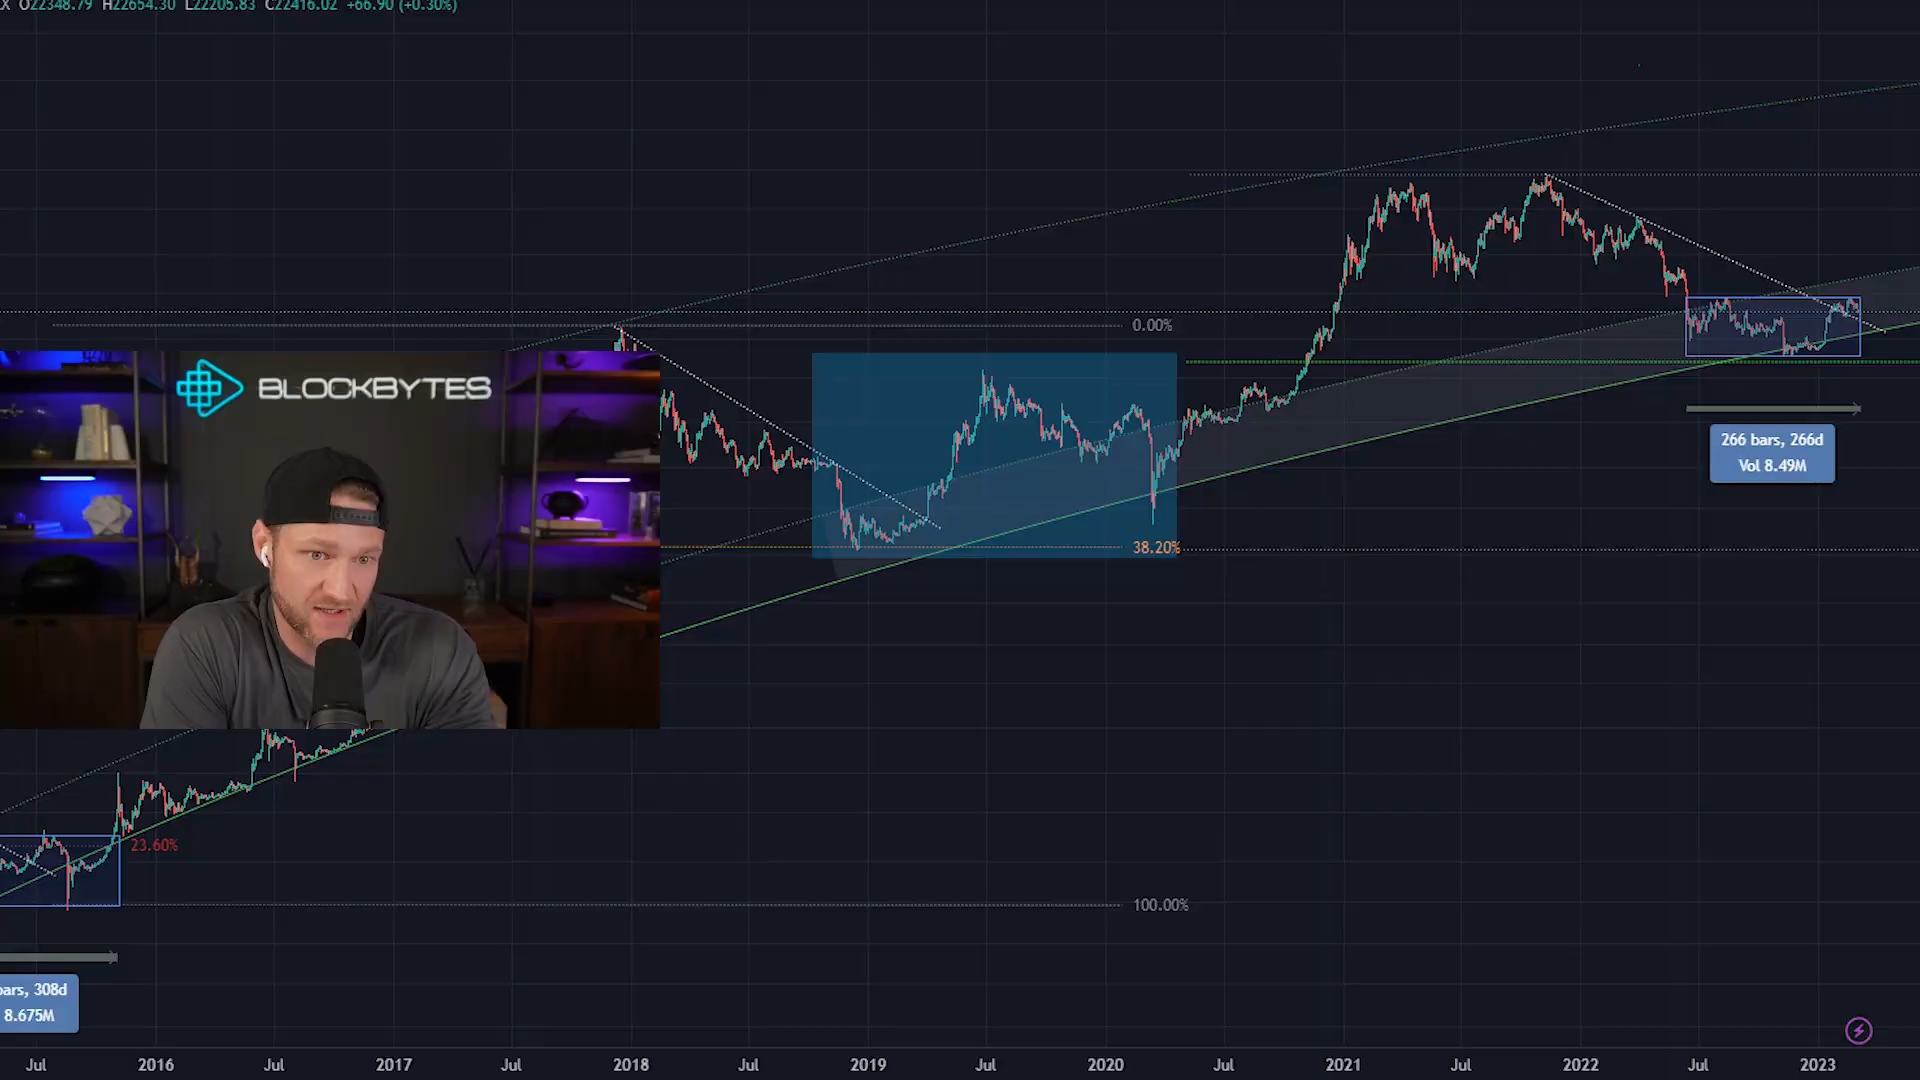 X O22348.79 H22654.30 L22205.83 C22416.02 +66.90 (+0.30%)
0.00%
BLOCKBYTES
266 bars, 266d
Vol 8.49M
38.20%
23.60%
100.00%
bars, 308d
8.675M
Jul 2016 Jul 2017 Jul 2018 Jul 2019 Jul 2020 Jul 2021 Jul 2022 Jul 2023